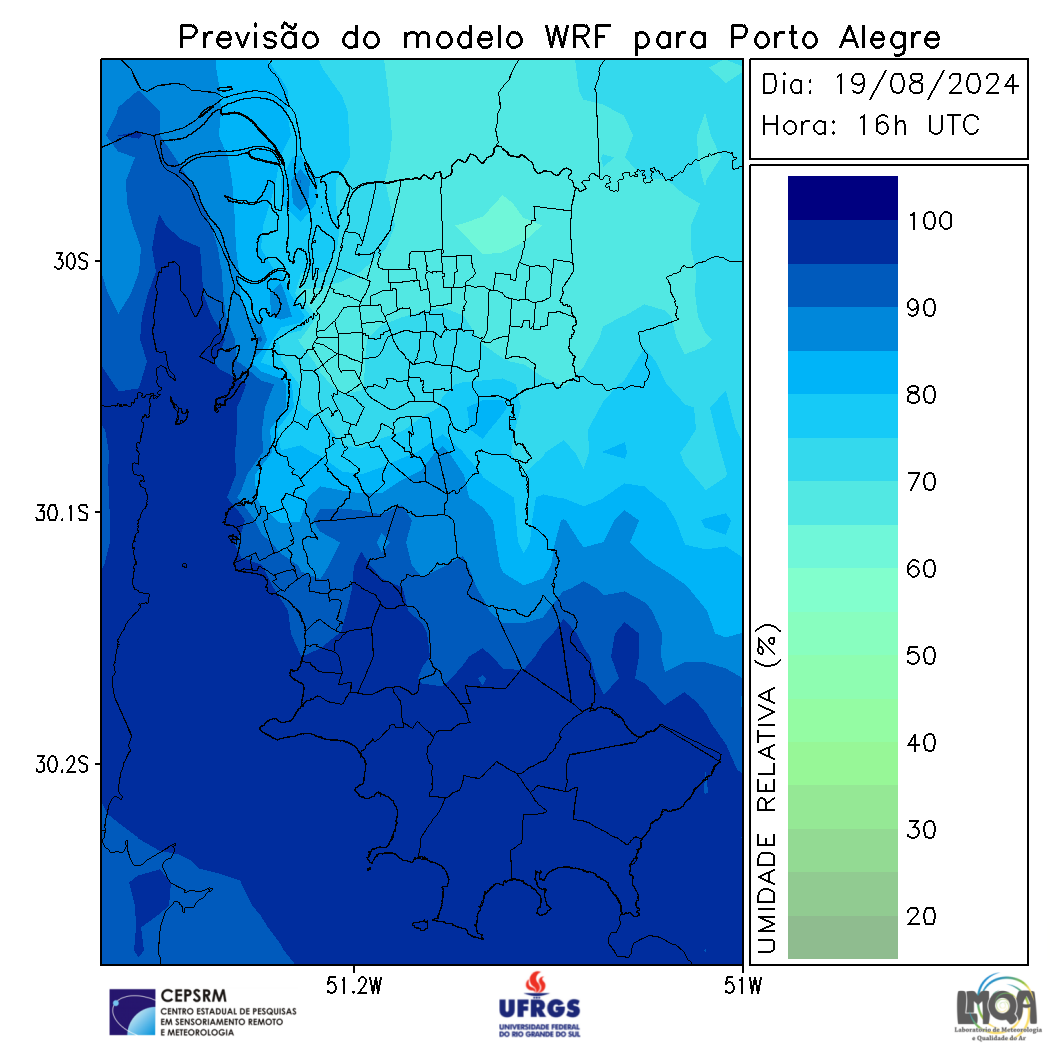 Previsão do modelo WRF para Porto Alegre
Dia: 19/08/2024
Hora: 16h UTC
30S
30.1S
30.2S
51.2W
51W
100
90
80
70
60
50
40
30
20
UMIDADE RELATIVA (%)
CEPSRM
CENTRO ESTADUAL DE PESQUISAS
EM SENSORIAMENTO REMOTO
E METEOROLOGIA
UFRGS
UNIVERSIDADE FEDERAL
DO RIO GRANDE DO SUL
LMQA
Laboratório de Meteorologia
e Qualidade do Ar